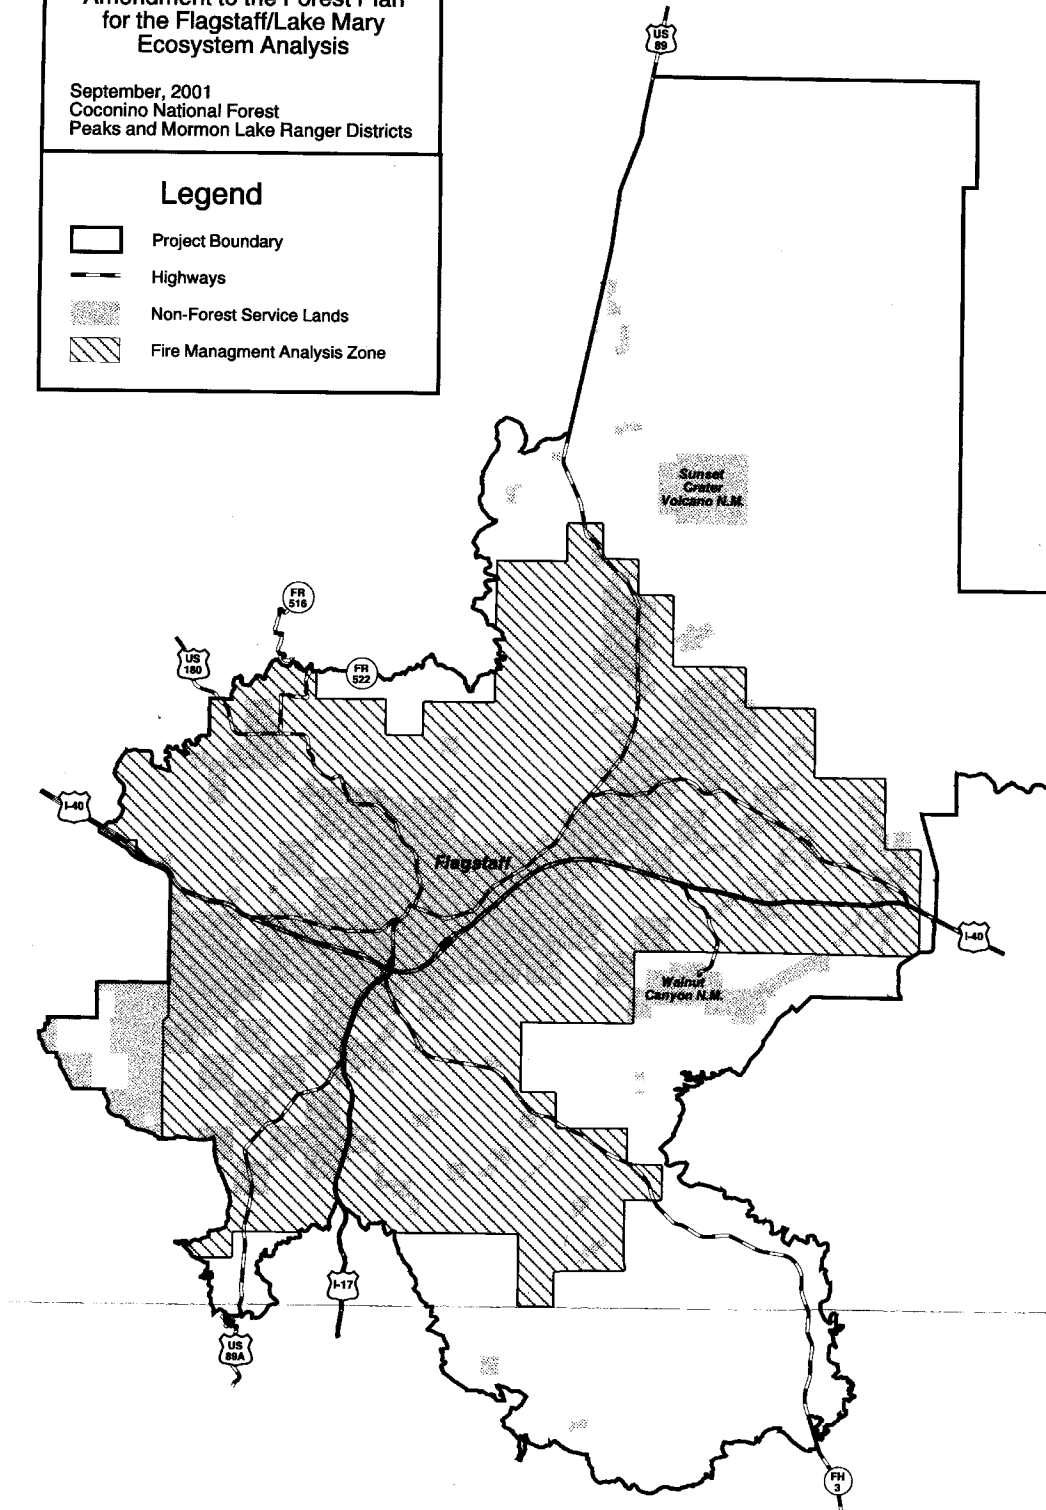 Amendment to the Forest Plan
for the Flagstaff/Lake Mary
Ecosystem Analysis
September, 2001
Coconino National Forest
Peaks and Mormon Lake Ranger Districts
Legend
Project Boundary
Highways
Non-Forest Service Lands
Fire Managment Analysis Zone
US
89
Sunset
Crater
Volcano N.M.
FR
516
US
180
FR
522
I-40
Flagstaff
I-40
Walnut
Canyon N.M.
I-17
US
89A
FH
3